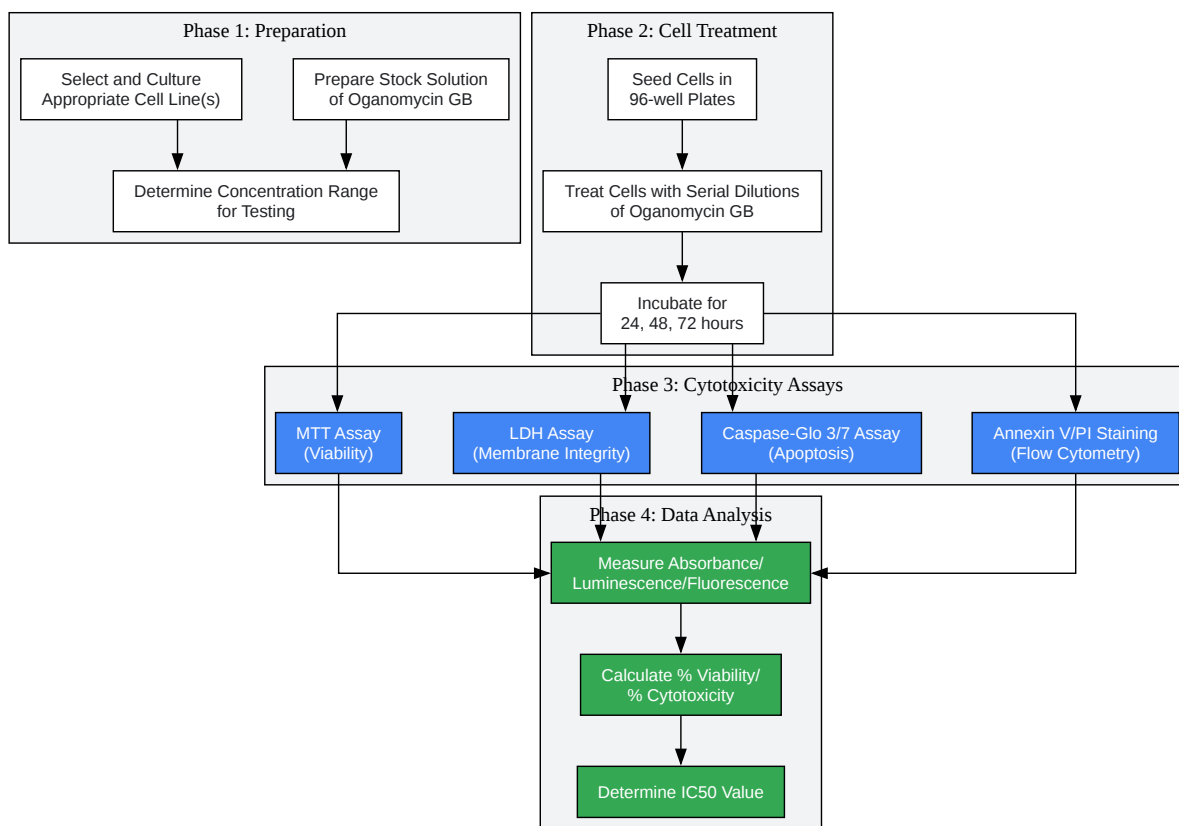 Phase 1: Preparation
Select and Culture
Appropriate Cell Line(s)
Prepare Stock Solution
of Oganomycin GB
Determine Concentration Range
for Testing
Phase 2: Cell Treatment
Seed Cells in
96-well Plates
Treat Cells with Serial Dilutions
of Oganomycin GB
Incubate for
24, 48, 72 hours
Phase 3: Cytotoxicity Assays
MTT Assay
(Viability)
LDH Assay
(Membrane Integrity)
Caspase-Glo 3/7 Assay
(Apoptosis)
Annexin V/PI Staining
(Flow Cytometry)
Phase 4: Data Analysis
Measure Absorbance/
Luminescence/Fluorescence
Calculate % Viability/
% Cytotoxicity
Determine IC50 Value